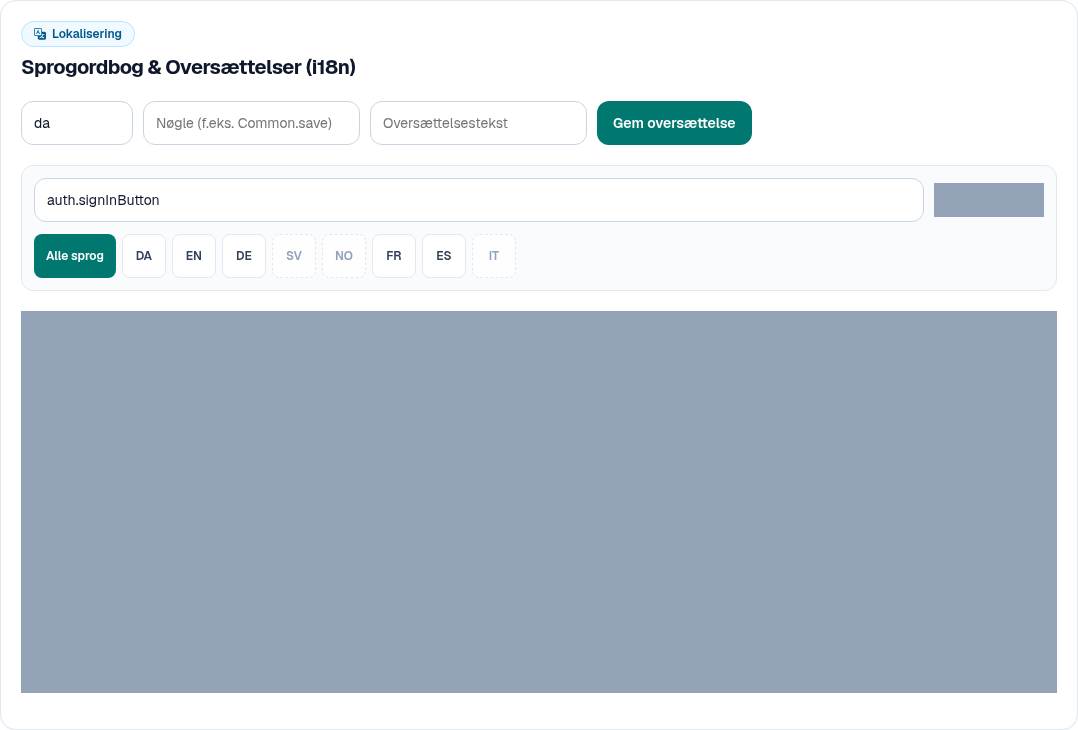 Lokalisering
Sprogordbog & Oversættelser (i18n)
da Nøgle (f.eks. Common.save) Oversættelsestekst Gem oversættelse
auth.signInButton
Alle sprog DA EN DE SV NO FR ES IT